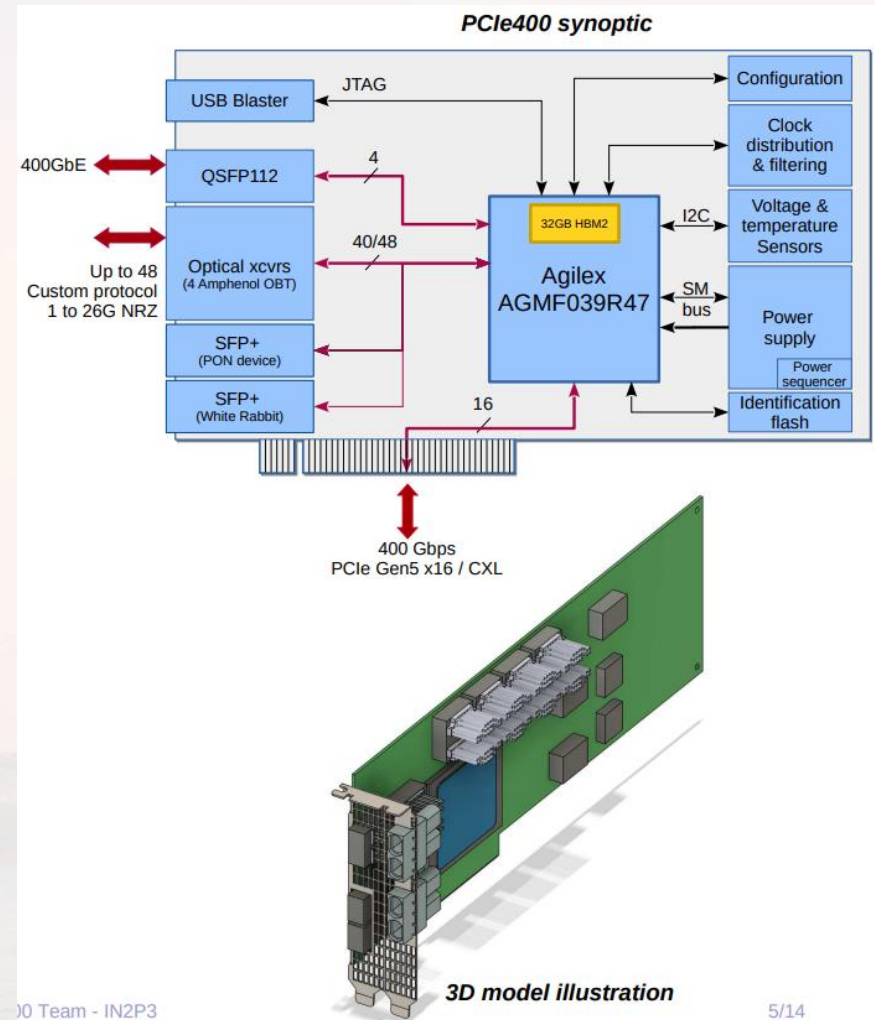 PCIe400 synoptic
USB Blaster
JTAG
Configuration
Clock
distribution
& filtering
400GbE
QSFP112
4
Voltage &
temperature
Sensors
I2C
32GB HBM2
Agilex
AGMF039R47
Up to 48
Custom protocol
1 to 26G NRZ
Optical xcvrs
(4 Amphenol OBT)
40/48
SM
bus
Power
supply
Power
sequencer
SFP+
(PON device)
SFP+
(White Rabbit)
16
Identification
flash
400 Gbps
PCIe Gen5 x16 / CXL
3D model illustration
00 Team - IN2P3
5/14